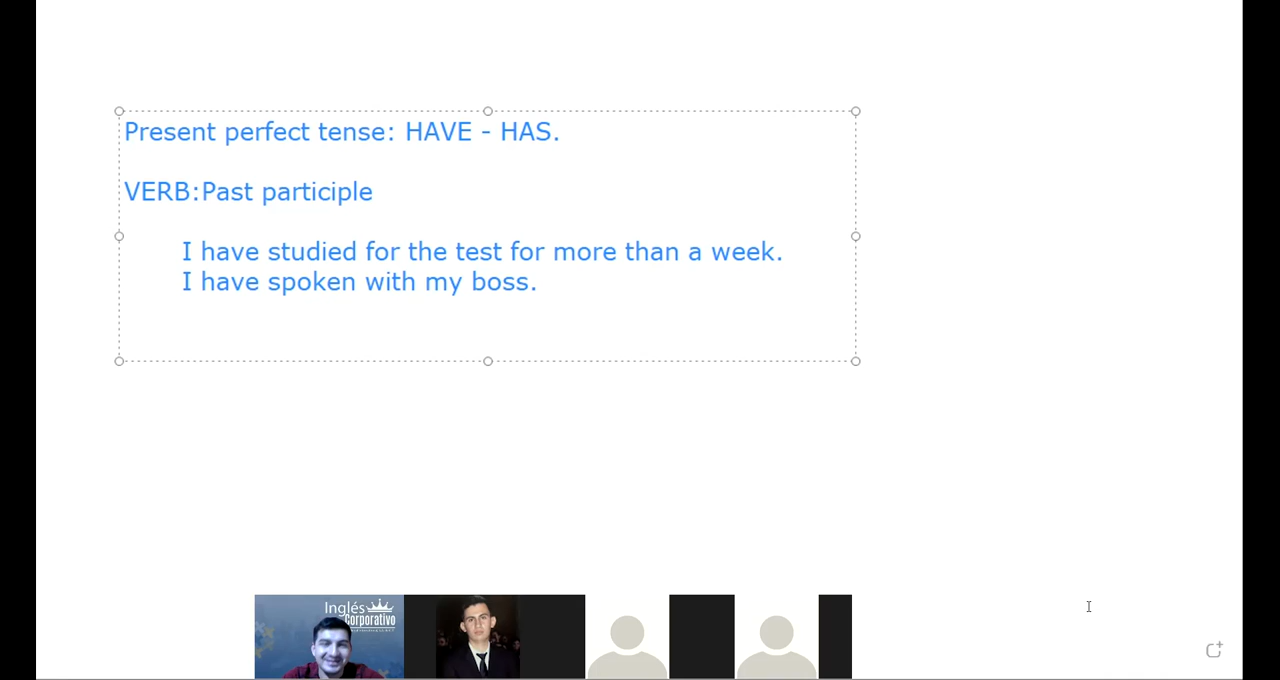 Present perfect tense: HAVE - HAS.
VERB:Past participle
I have studied for the test for more than a week.
I have spoken with my boss.
Inglés
Corporativo